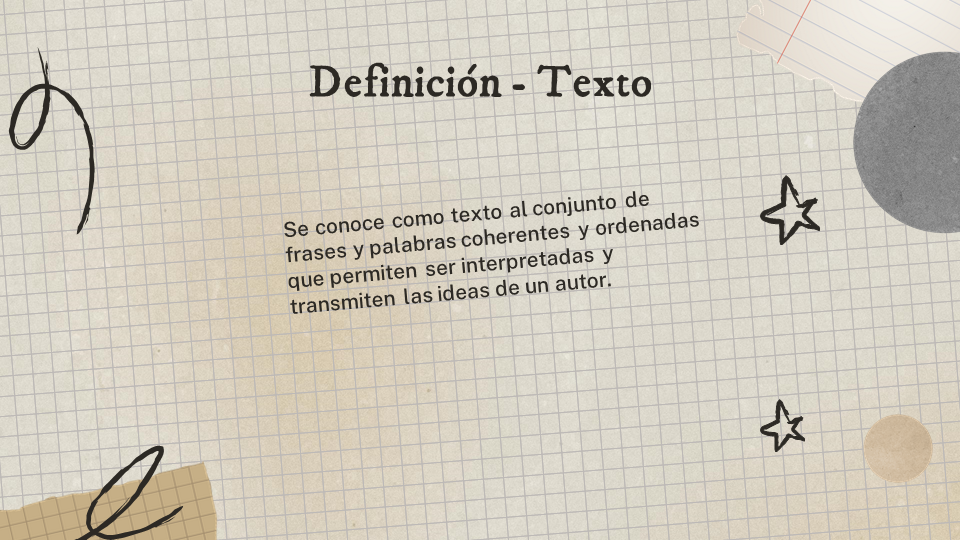 Definición - Texto
Se conoce como texto al conjunto de
frases y palabras coherentes y ordenadas
que permiten ser interpretadas y
transmiten las ideas de un autor.